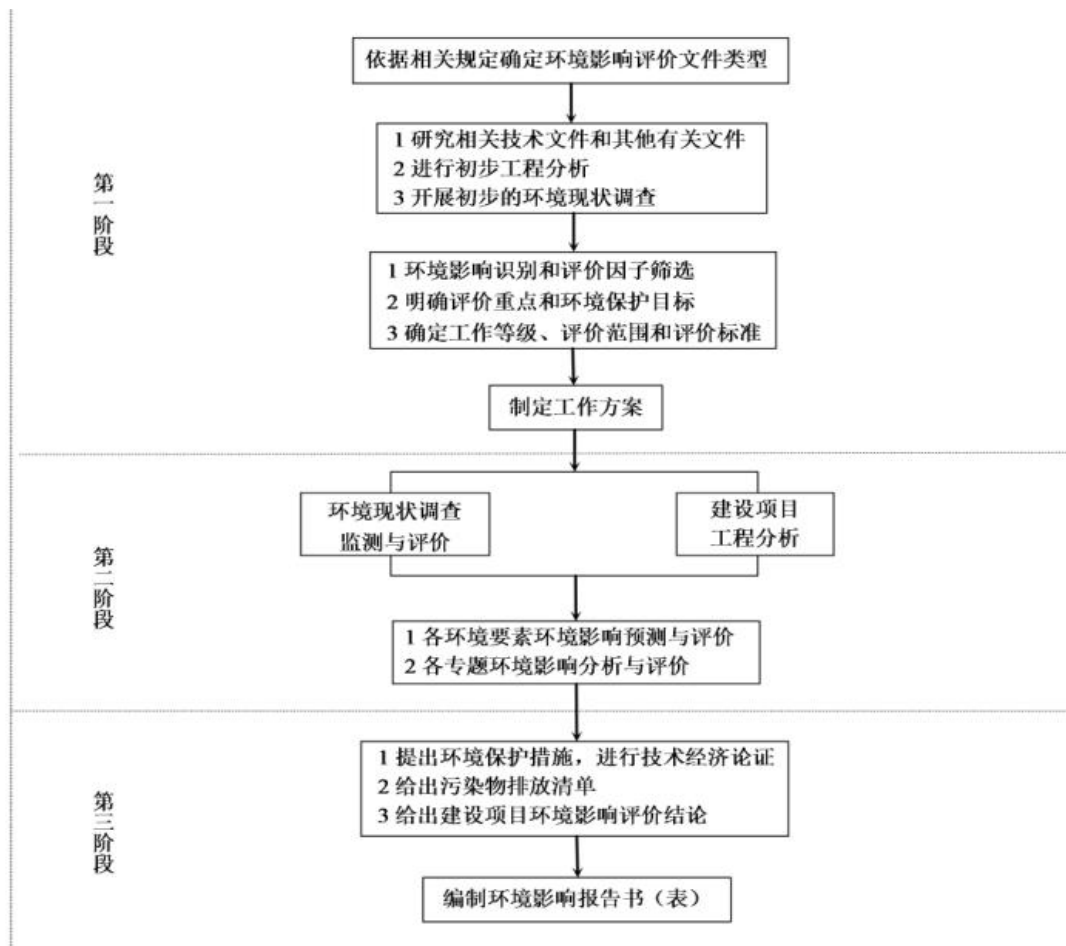 依据相关规定确定环境影响评价文件类型
1 研究相关技术文件和其他有关文件
2 进行初步工程分析
3 开展初步的环境现状调查
第一阶段
1 环境影响识别和评价因子筛选
2 明确评价重点和环境保护目标
3 确定工作等级、评价范围和评价标准
制定工作方案
环境现状调查
监测与评价
建设项目
工程分析
第二阶段
1 各环境要素环境影响预测与评价
2 各专题环境影响分析与评价
1 提出环境保护措施，进行技术经济论证
2 给出污染物排放清单
3 给出建设项目环境影响评价结论
第三阶段
编制环境影响报告书（表）